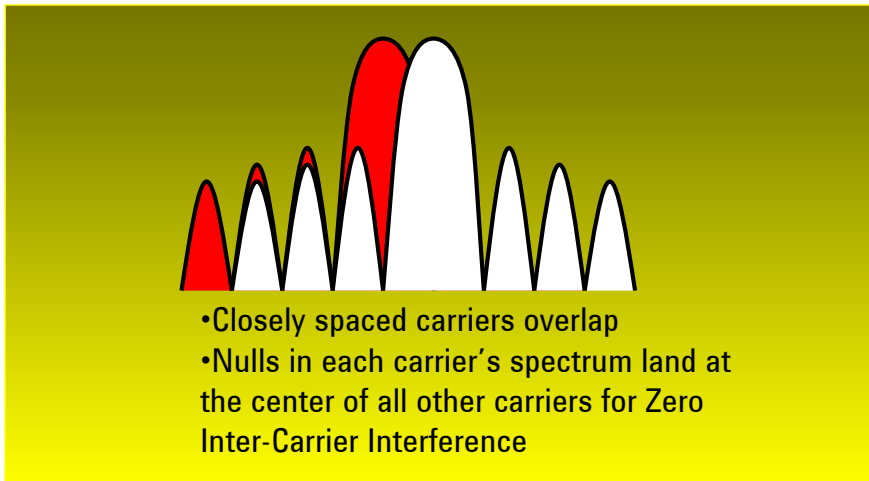 •Closely spaced carriers overlap
•Nulls in each carrier’s spectrum land at
the center of all other carriers for Zero
Inter-Carrier Interference